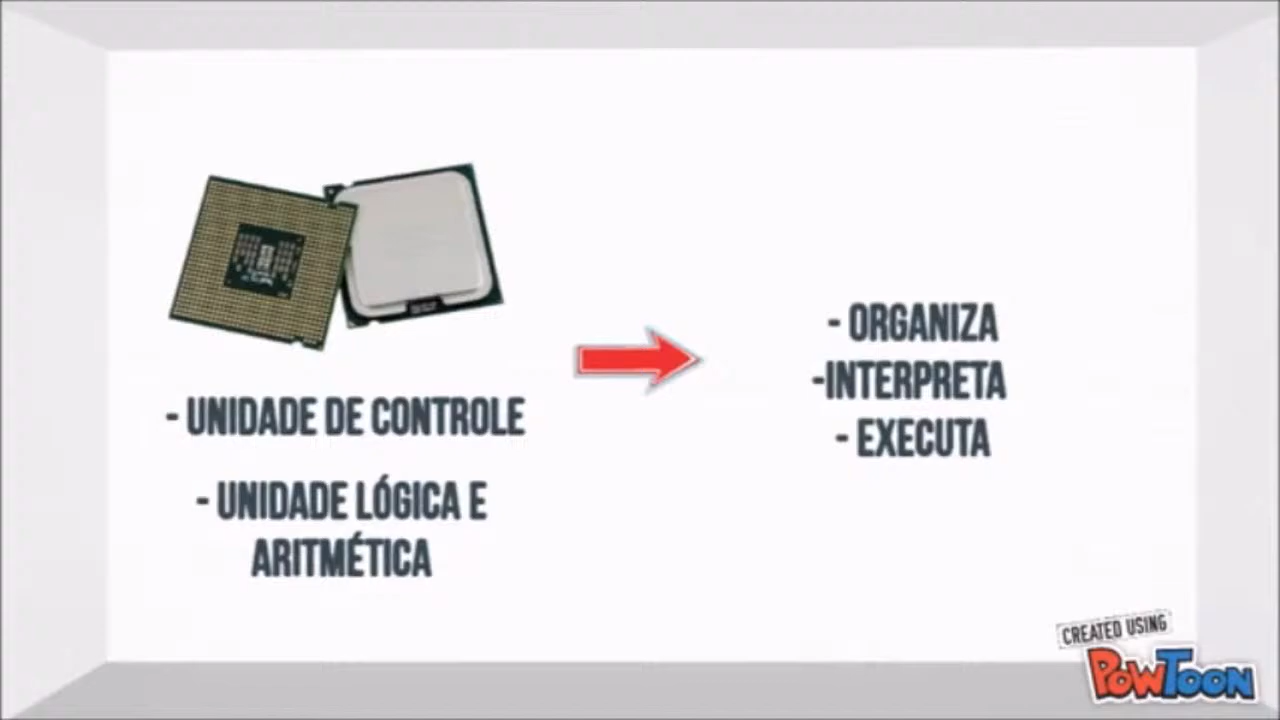 - UNIDADE DE CONTROLE
- UNIDADE LÓGICA E
ARITMÉTICA
- ORGANIZA
-INTERPRETA
- EXECUTA
CREATED USING
POWTOON